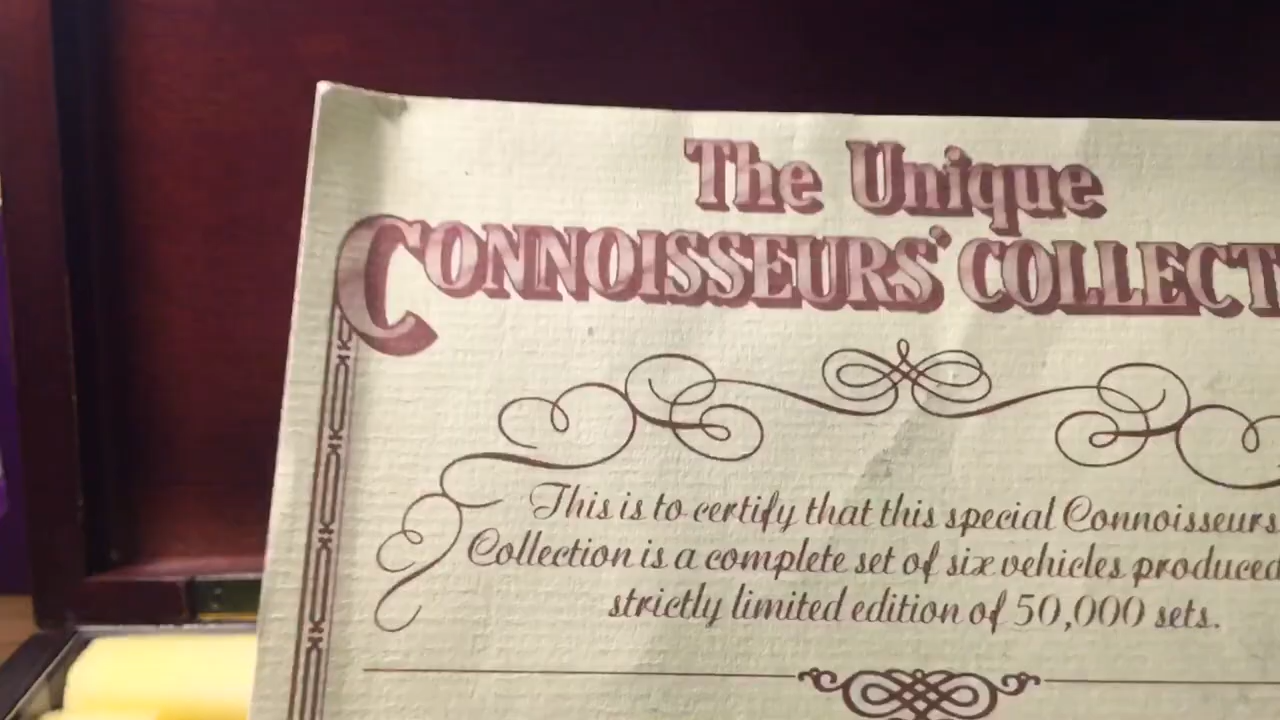 The Unique
CONNOISSEURS' COLLECT
This is to certify that this special Connoisseurs
Collection is a complete set of six vehicles produced
strictly limited edition of 50,000 sets.